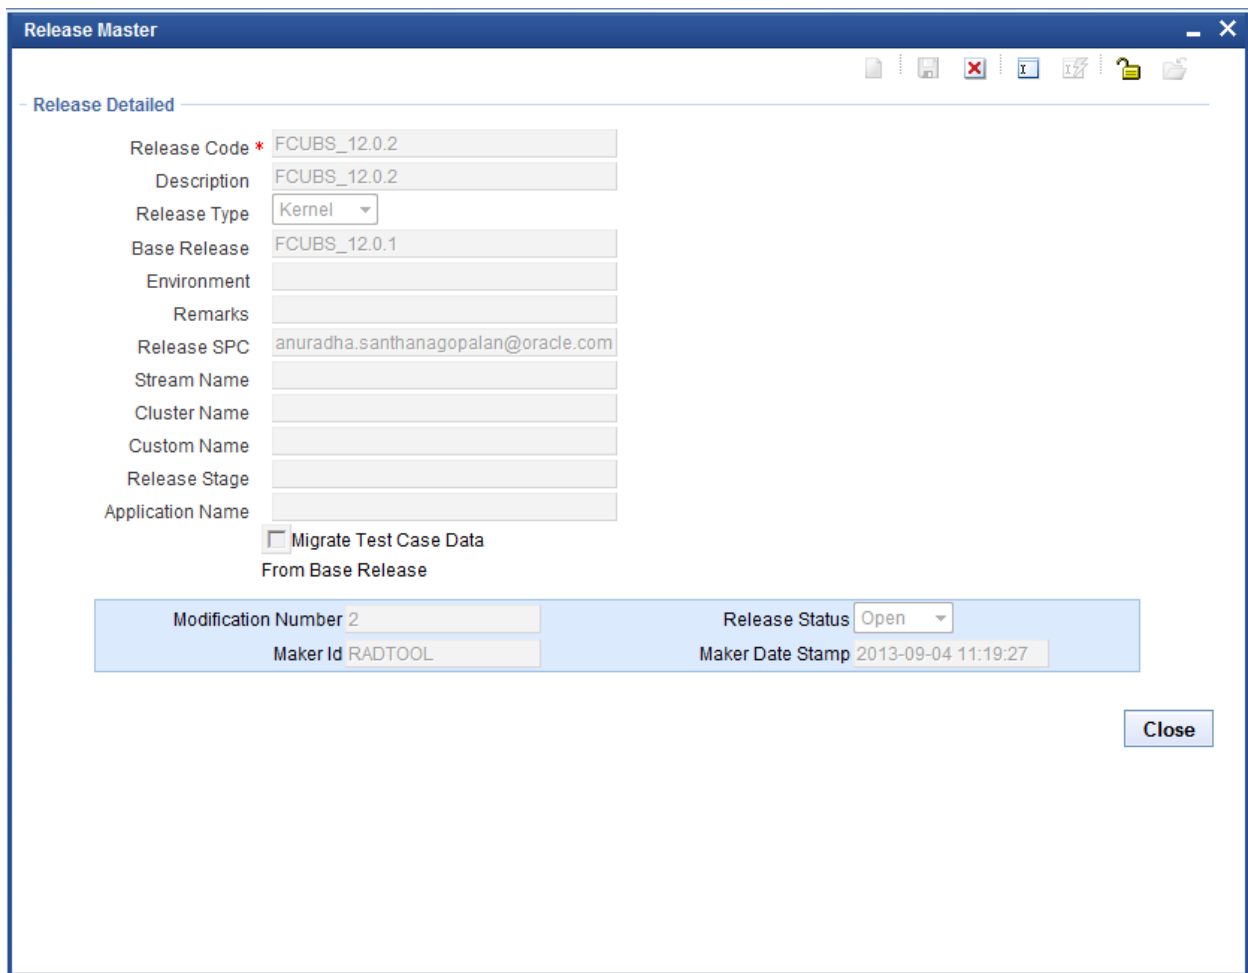 Release Master
Release Detailed
Release Code * FCUBS_12.0.2
Description FCUBS_12.0.2
Release Type Kernel
Base Release FCUBS_12.0.1
Environment
Remarks
Release SPC anuradha.santhanagopalan@oracle.com
Stream Name
Cluster Name
Custom Name
Release Stage
Application Name
Migrate Test Case Data
From Base Release
Modification Number 2 Release Status Open
Maker Id RADTOOL Maker Date Stamp 2013-09-04 11:19:27
Close